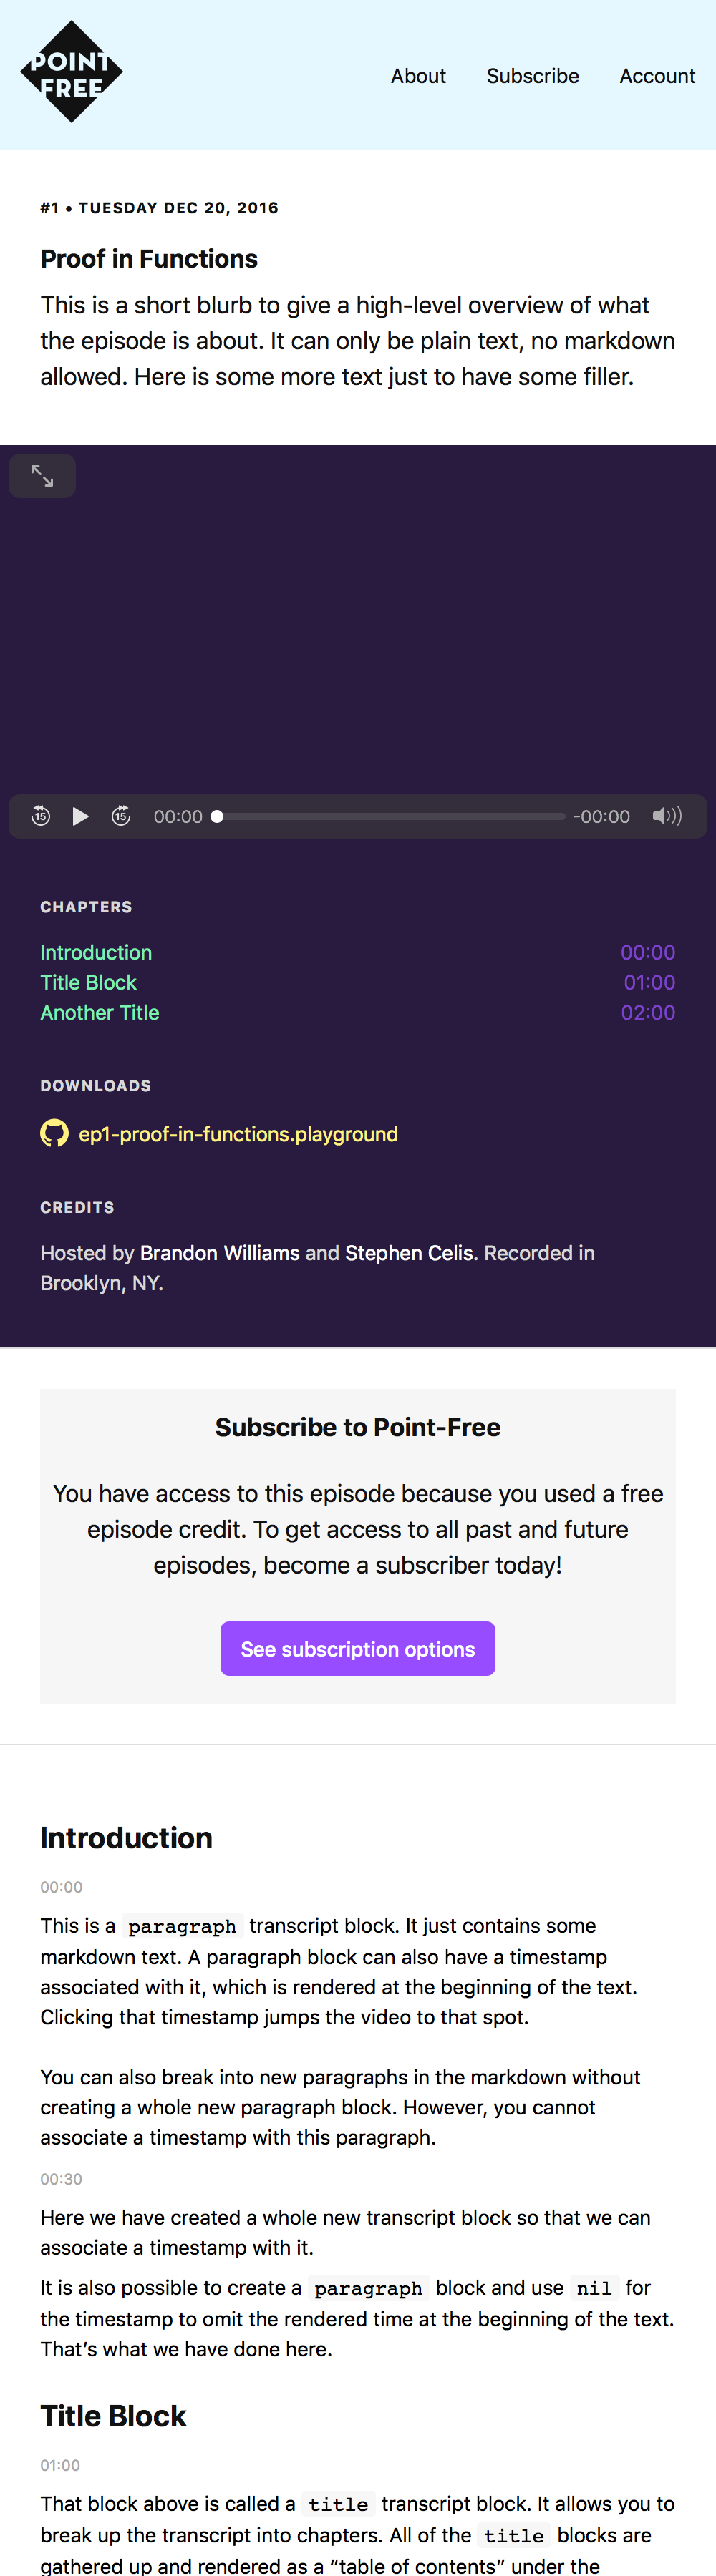 POINT
FREE
About Subscribe Account
#1 • TUESDAY DEC 20, 2016
Proof in Functions
This is a short blurb to give a high-level overview of what
the episode is about. It can only be plain text, no markdown
allowed. Here is some more text just to have some filler.
15 15 00:00 -00:00
CHAPTERS
Introduction 00:00
Title Block 01:00
Another Title 02:00
DOWNLOADS
ep1-proof-in-functions.playground
CREDITS
Hosted by Brandon Williams and Stephen Celis. Recorded in
Brooklyn, NY.
Subscribe to Point-Free
You have access to this episode because you used a free
episode credit. To get access to all past and future
episodes, become a subscriber today!
See subscription options
Introduction
00:00
This is a paragraph transcript block. It just contains some
markdown text. A paragraph block can also have a timestamp
associated with it, which is rendered at the beginning of the text.
Clicking that timestamp jumps the video to that spot.
You can also break into new paragraphs in the markdown without
creating a whole new paragraph block. However, you cannot
associate a timestamp with this paragraph.
00:30
Here we have created a whole new transcript block so that we can
associate a timestamp with it.
It is also possible to create a paragraph block and use nil for
the timestamp to omit the rendered time at the beginning of the text.
That’s what we have done here.
Title Block
01:00
That block above is called a title transcript block. It allows you to
break up the transcript into chapters. All of the title blocks are
gathered up and rendered as a “table of contents” under the